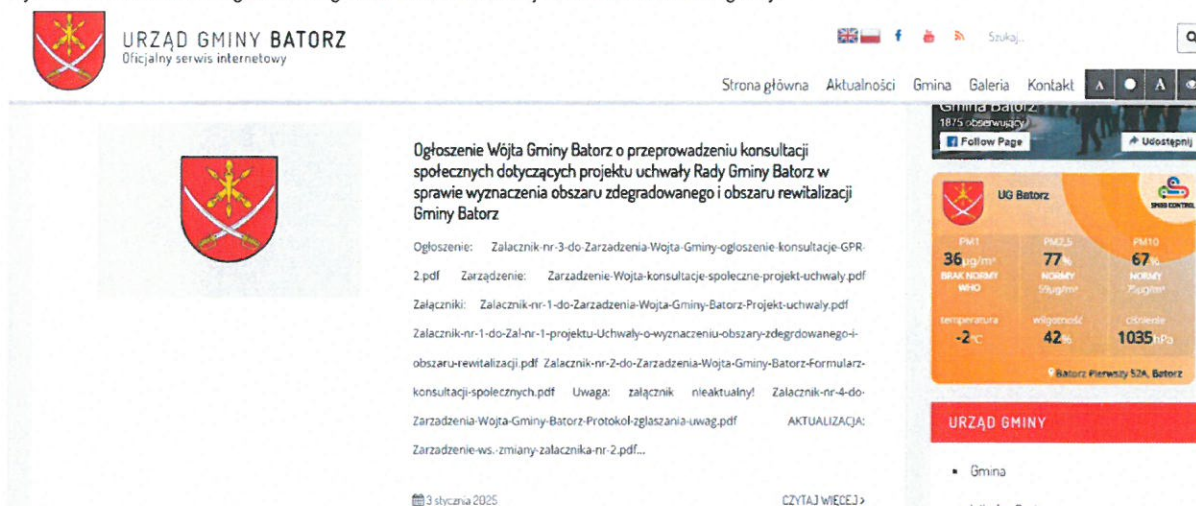 URZĄD GMINY BATORZ
Oficjalny serwis internetowy
Szukaj...
Strona główna Aktualności Gmina Galeria Kontakt A A
Gmina Batorz
1875 obserwujący
Follow Page Udostępnij
Ogłoszenie Wójta Gminy Batorz o przeprowadzeniu konsultacji
społecznych dotyczących projektu uchwały Rady Gminy Batorz w
sprawie wyznaczenia obszaru zdegradowanego i obszaru rewitalizacji
Gminy Batorz
Ogłoszenie: Zalacznik-nr-3-do-Zarzadzenia-Wojta-Gminy-ogloszenie-konsultacje-GPR-
2.pdf Zarządzenie: Zarzadzenie-Wojta-konsultacje-spoleczne-projekt-uchwaly.pdf
Załączniki: Zalacznik-nr-1-do-Zarzadzenia-Wojta-Gminy-Batorz-Projekt-uchwaly.pdf
Zalacznik-nr-1-do-Zal-nr-1-projektu-Uchwaly-o-wyznaczeniu-obszary-zdegrdowanego-i-
obszaru-rewitalizacji.pdf Zalacznik-nr-2-do-Zarzadzenia-Wojta-Gminy-Batorz-Formularz-
konsultacji-spolecznych.pdf Uwaga: załącznik nieaktualny! Zalacznik-nr-4-do-
Zarzadzenia-Wojta-Gminy-Batorz-Protokol-zglaszania-uwag.pdf AKTUALIZACJA:
Zarzadzenie-ws.-zmiany-zalacznika-nr-2.pdf...
3 stycznia 2025 CZYTAJ WIĘCEJ >
UG Batorz
PM1 PM2,5 PM10
36 ug/m³ 77% 67%
BRAK NORMY NORMY NORMY
WHO
temperatura wilgotność ciśnienie
-2°C 42% 1035 hPa
Batorz Pierwszy 52A, Batorz
URZĄD GMINY
Gmina